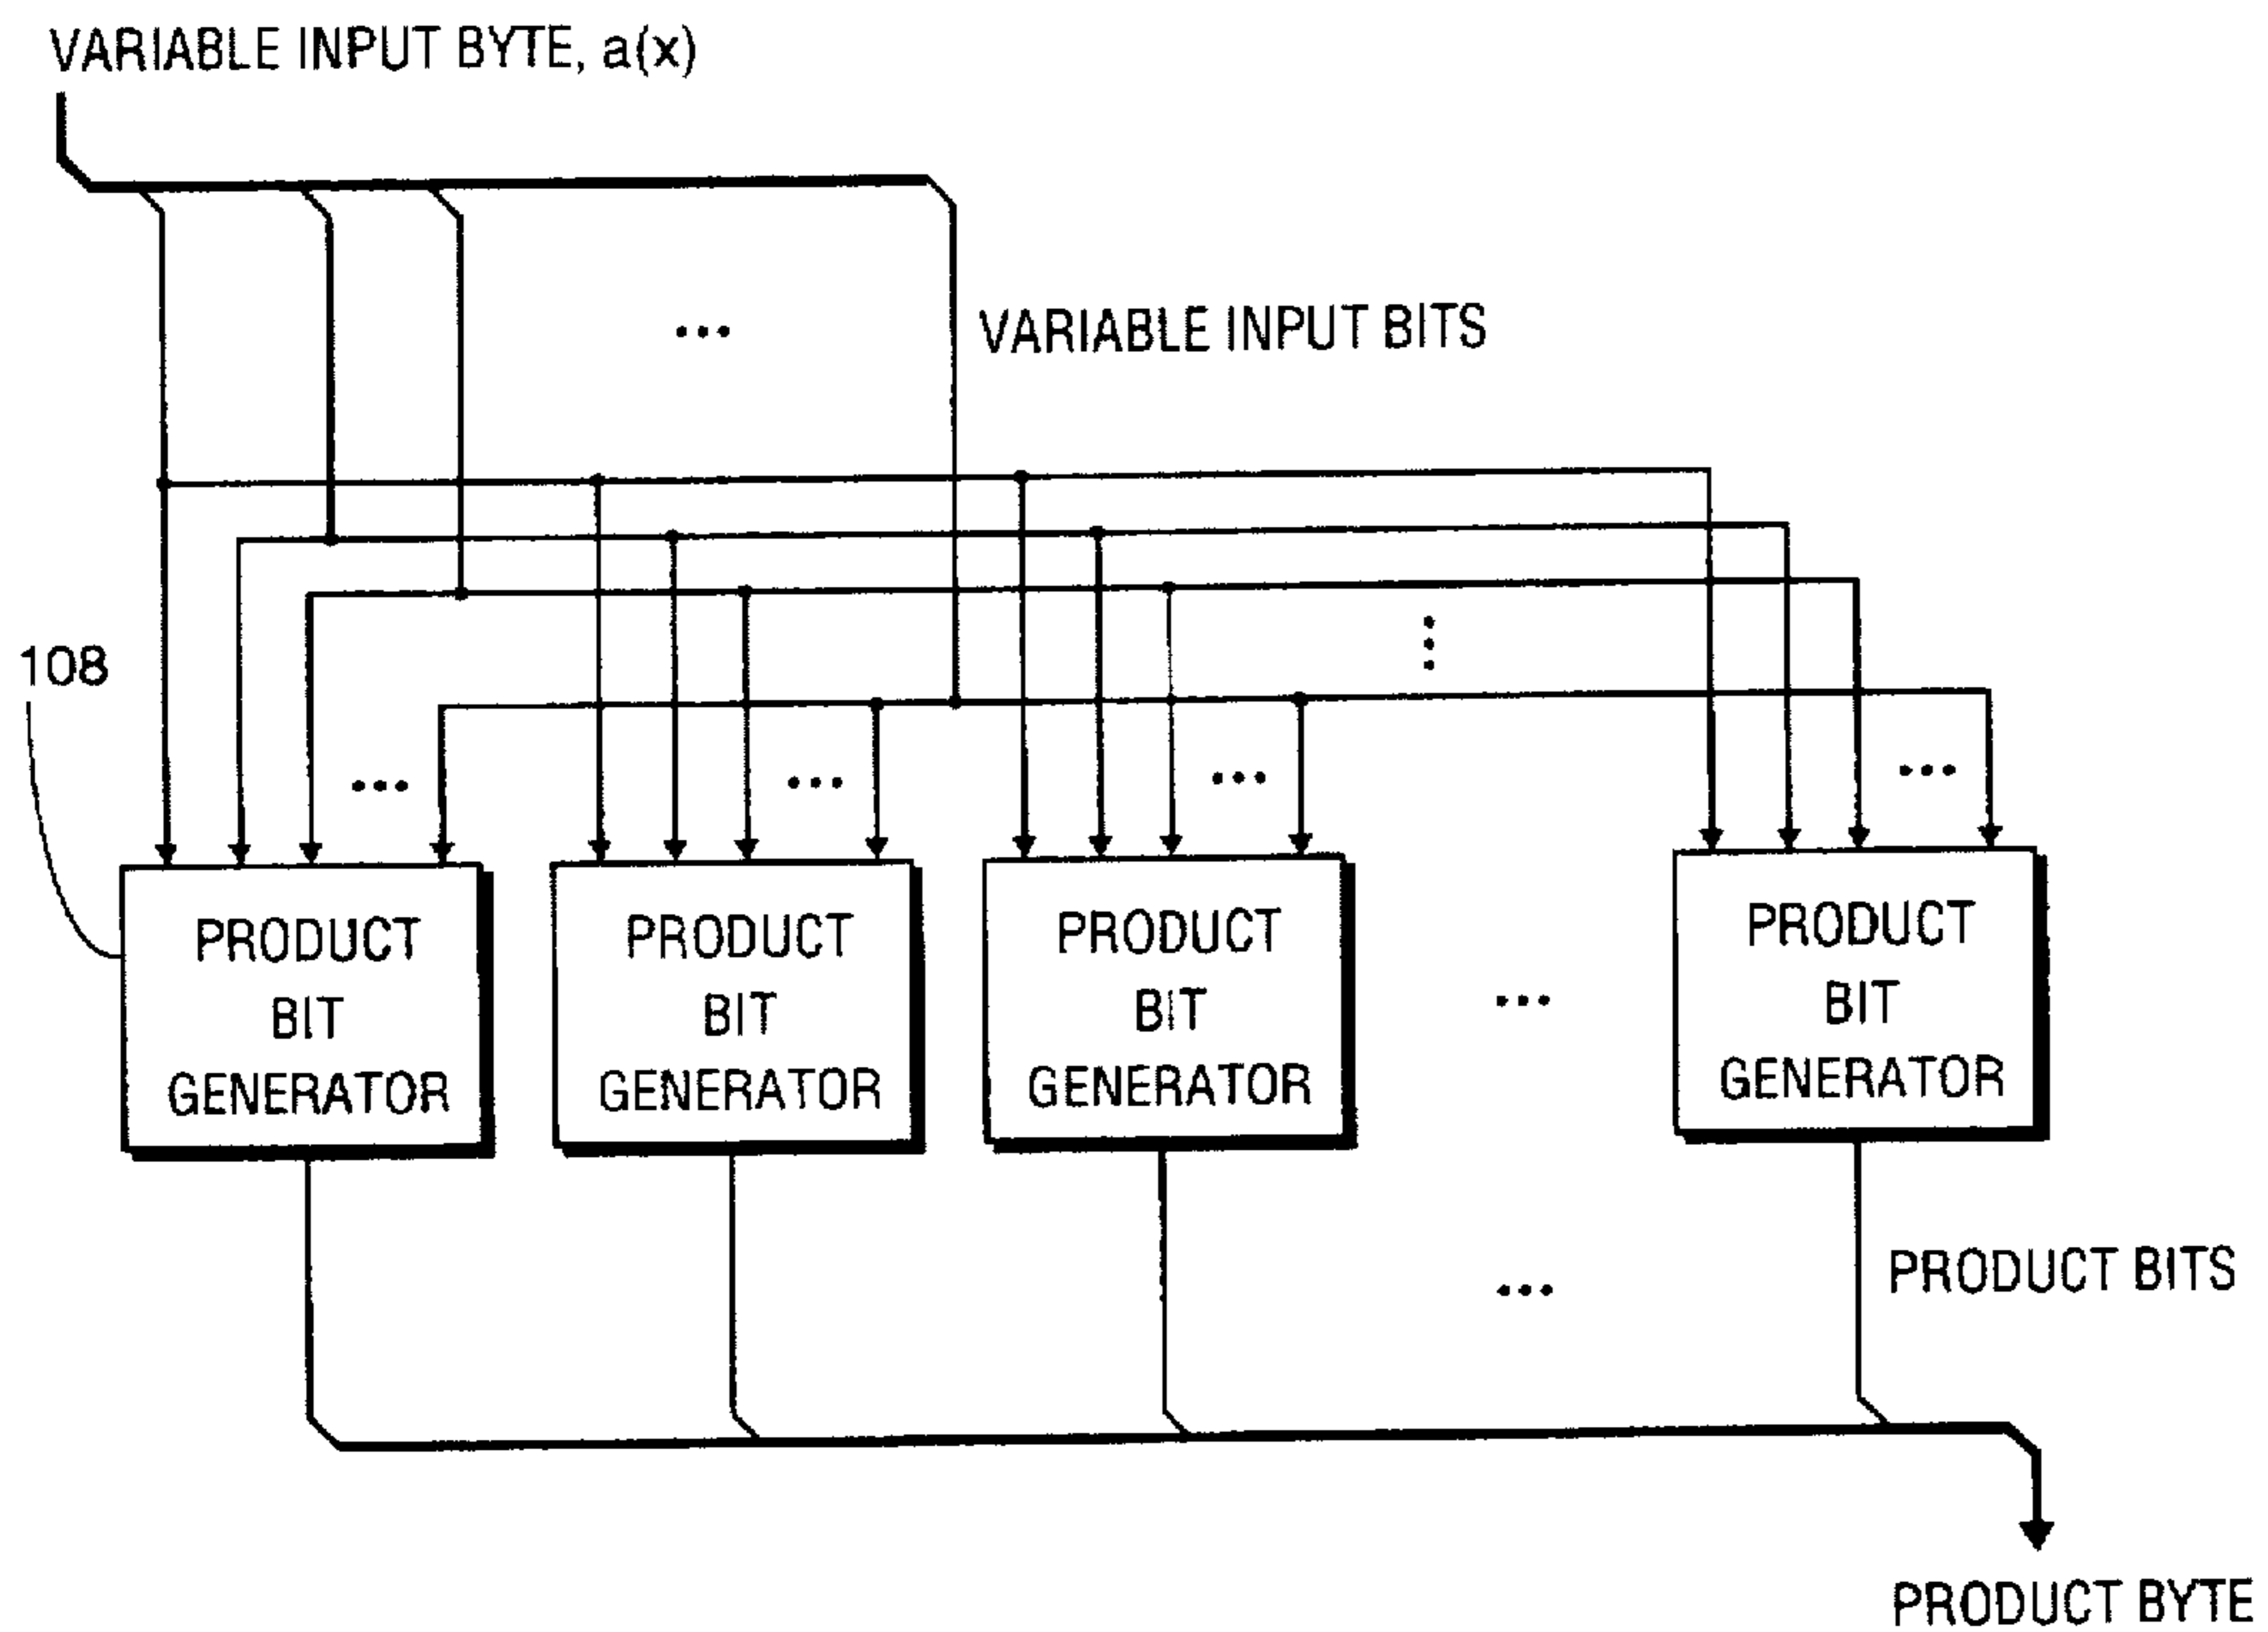 VARIABLE INPUT BYTE, a(x)
...
VARIABLE INPUT BITS
108
... ... ... ...
PRODUCT
BIT
GENERATOR
PRODUCT
BIT
GENERATOR
PRODUCT
BIT
GENERATOR
...
PRODUCT
BIT
GENERATOR
...
PRODUCT BITS
PRODUCT BYTE